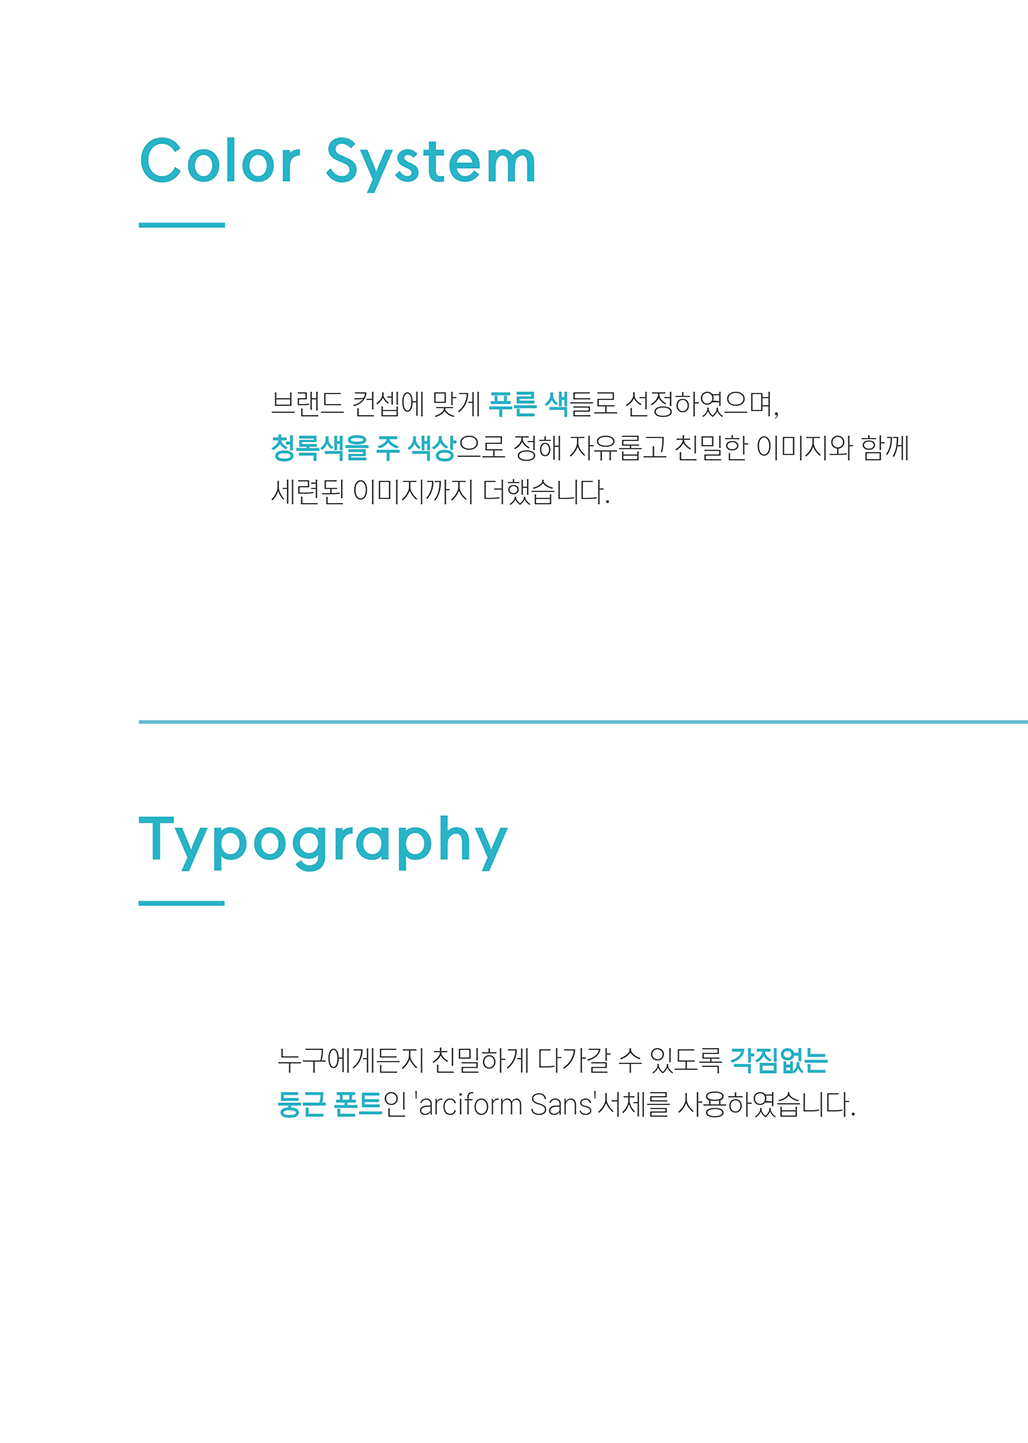 Color System
브랜드 컨셉에 맞게 푸른 색들로 선정하였으며,
청록색을 주 색상으로 정해 자유롭고 친밀한 이미지와 함께
세련된 이미지까지 더했습니다.
Typography
누구에게든지 친밀하게 다가갈 수 있도록 각짐없는
둥근 폰트인 'arciform Sans'서체를 사용하였습니다.